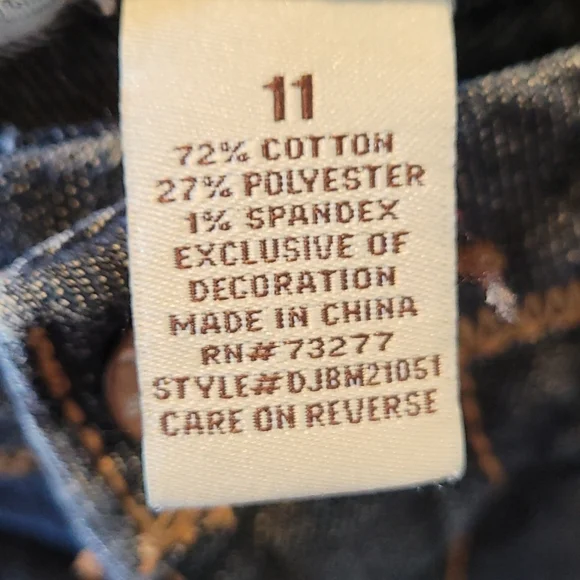 11
72% COTTON
27% POLYESTER
1% SPANDEX
EXCLUSIVE OF
DECORATION
MADE IN CHINA
RN# 73277
STYLE#DJBM21051
CARE ON REVERSE